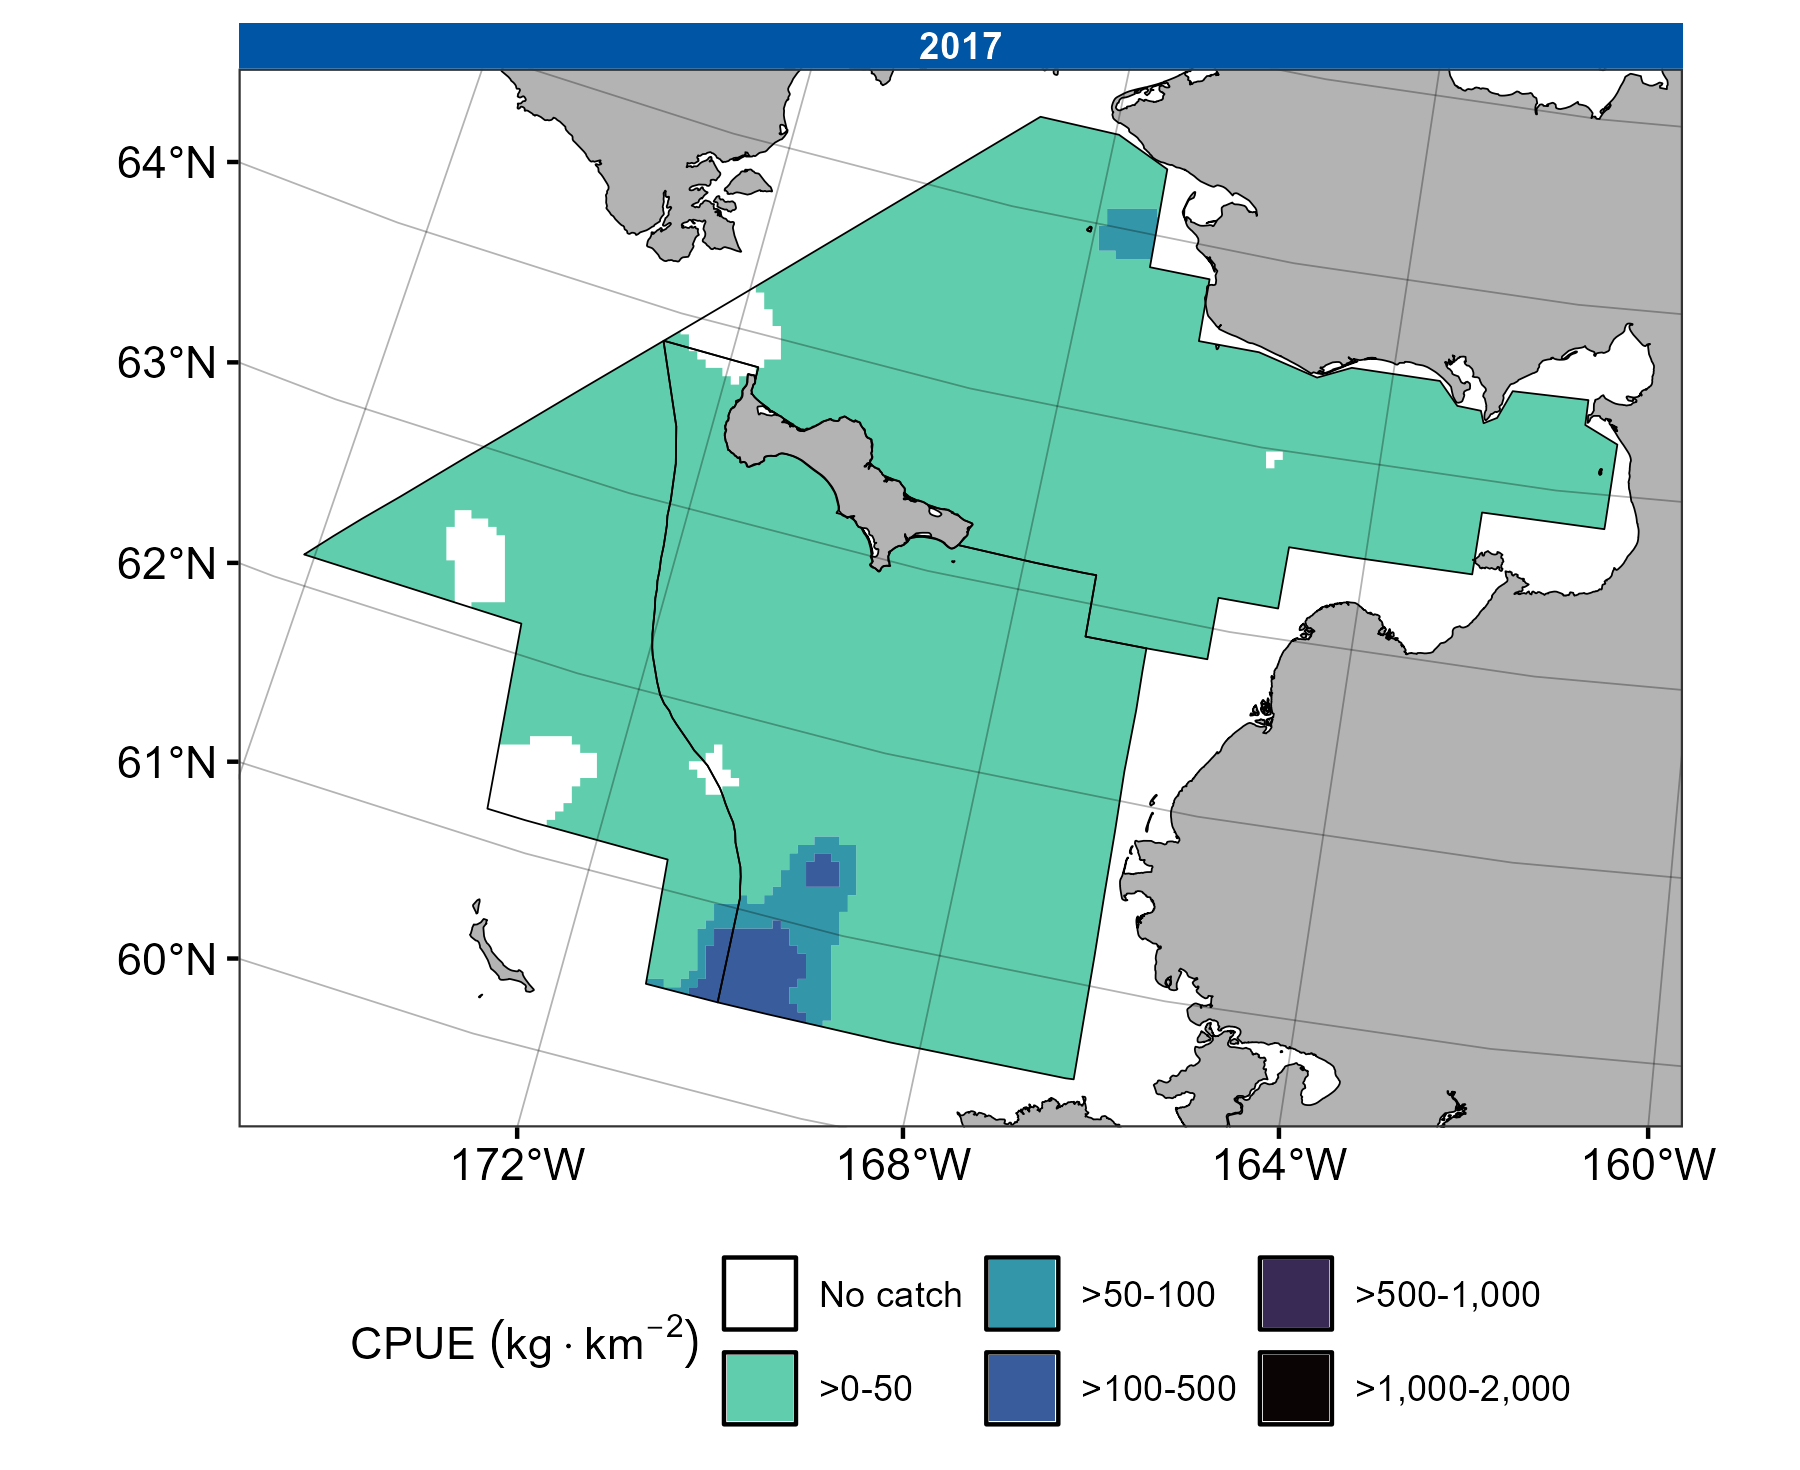 2017
64°N
63°N
62°N
61°N
60°N
172°W 168°W 164°W 160°W
CPUE (kg · km⁻²)
No catch
>0-50
>50-100
>100-500
>500-1,000
>1,000-2,000